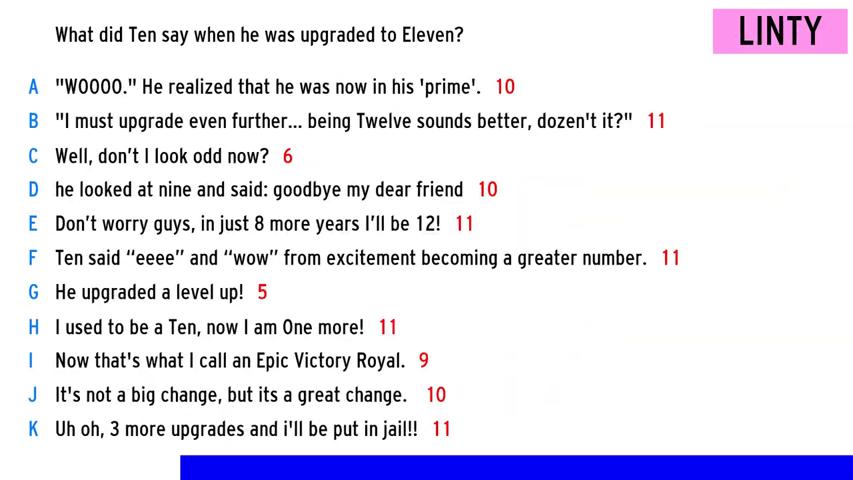 What did Ten say when he was upgraded to Eleven?
LINTY
A "WOOOO." He realized that he was now in his 'prime'. 10
B "I must upgrade even further... being Twelve sounds better, dozen't it?" 11
C Well, don’t I look odd now? 6
D he looked at nine and said: goodbye my dear friend 10
E Don’t worry guys, in just 8 more years I’ll be 12! 11
F Ten said “eeee” and “wow” from excitement becoming a greater number. 11
G He upgraded a level up! 5
H I used to be a Ten, now I am One more! 11
I Now that's what I call an Epic Victory Royal. 9
J It's not a big change, but its a great change. 10
K Uh oh, 3 more upgrades and i'll be put in jail!! 11